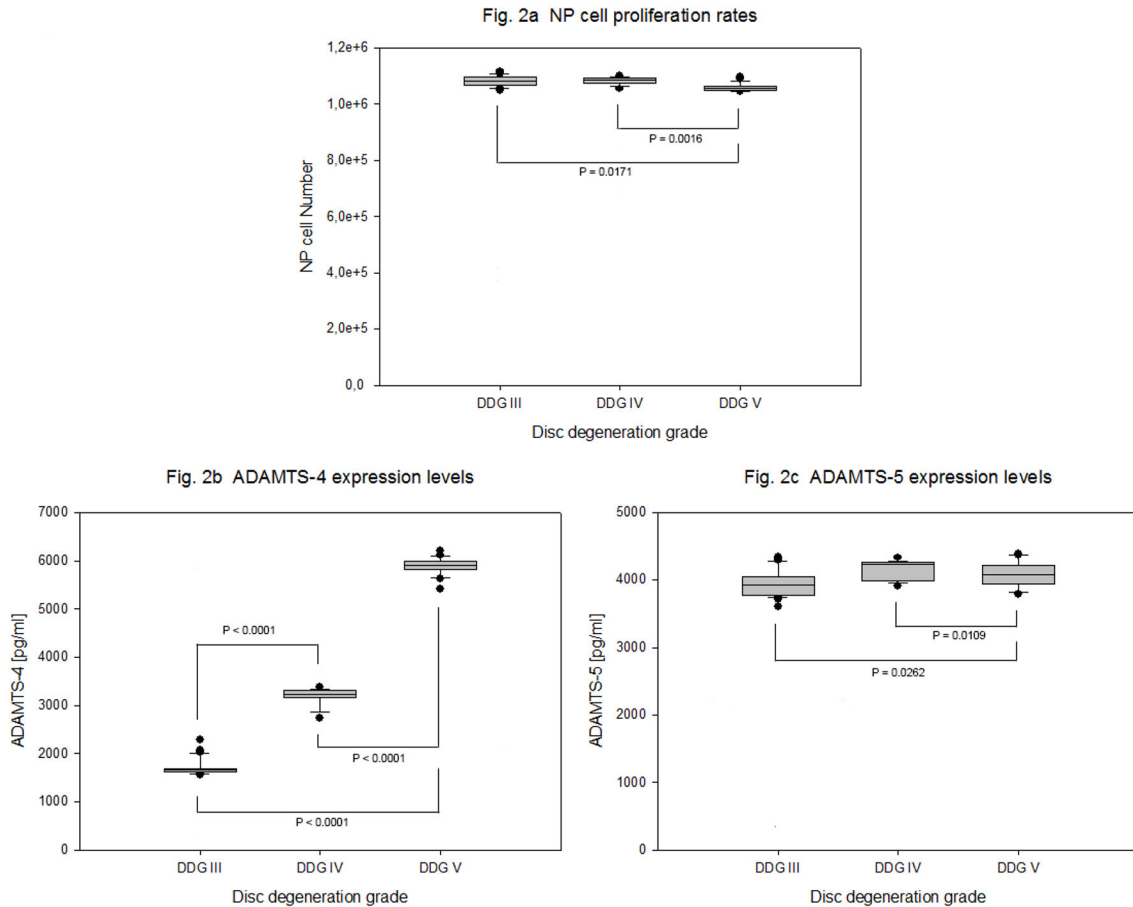 Fig. 2a  NP cell proliferation rates
1,2e+6
1,0e+6
8,0e+5
6,0e+5
4,0e+5
2,0e+5
0,0
NP cell Number
P = 0.0016
P = 0.0171
DDG III
DDG IV
DDG V
Disc degeneration grade
Fig. 2b  ADAMTS-4 expression levels
7000
6000
5000
4000
3000
2000
1000
0
ADAMTS-4 [pg/ml]
P < 0.0001
P < 0.0001
P < 0.0001
DDG III
DDG IV
DDG V
Disc degeneration grade
Fig. 2c  ADAMTS-5 expression levels
5000
4000
3000
2000
1000
0
ADAMTS-5 [pg/ml]
P = 0.0109
P = 0.0262
DDG III
DDG IV
DDG V
Disc degeneration grade